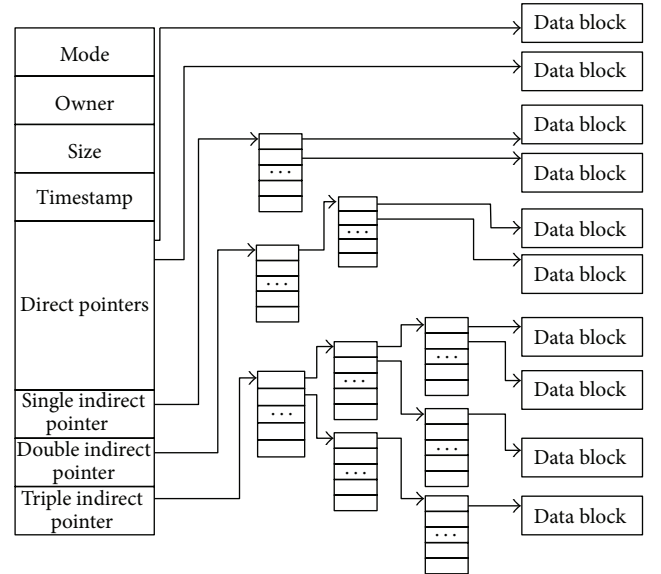 Mode
Owner
Size
Timestamp
Direct pointers
Single indirect
pointer
Double indirect
pointer
Triple indirect
pointer
...
...
...
...
...
...
...
...
...
Data block
Data block
Data block
Data block
Data block
Data block
Data block
Data block
Data block
Data block